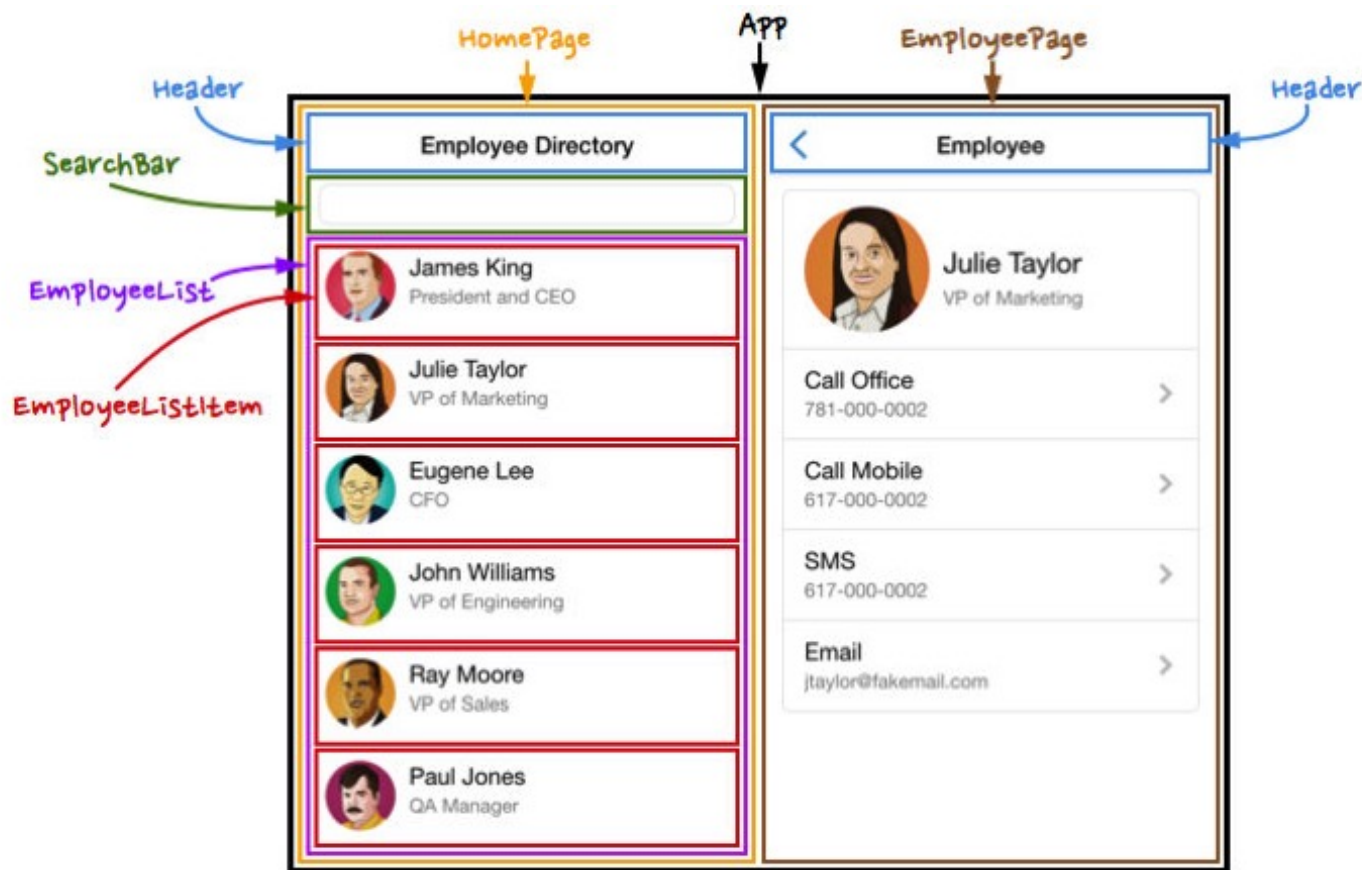 HomePage
App
EmployeePage
Header
Header
SearchBar
EmployeeList
EmployeeListItem
Employee Directory
James King
President and CEO
Julie Taylor
VP of Marketing
Eugene Lee
CFO
John Williams
VP of Engineering
Ray Moore
VP of Sales
Paul Jones
QA Manager
Employee
Julie Taylor
VP of Marketing
Call Office
781-000-0002
Call Mobile
617-000-0002
SMS
617-000-0002
Email
jtaylor@fakemail.com